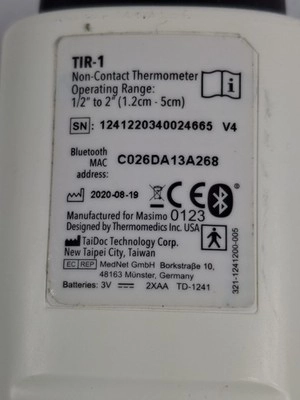 TIR-1
Non-Contact Thermometer
Operating Range:
1/2" to 2" (1.2cm - 5cm)
SN: 1241220340024665 V4
Bluetooth
MAC
address:
C026DA13A268
2020-08-19
CE
0123
Manufactured for Masimo
Designed by Thermomedics Inc. USA
TaiDoc Technology Corp.
New Taipei City, Taiwan
EC REP MedNet GmbH Borkstraße 10,
48163 Münster, Germany
Batteries: 3V 2XAA TD-1241
321-1241200-005